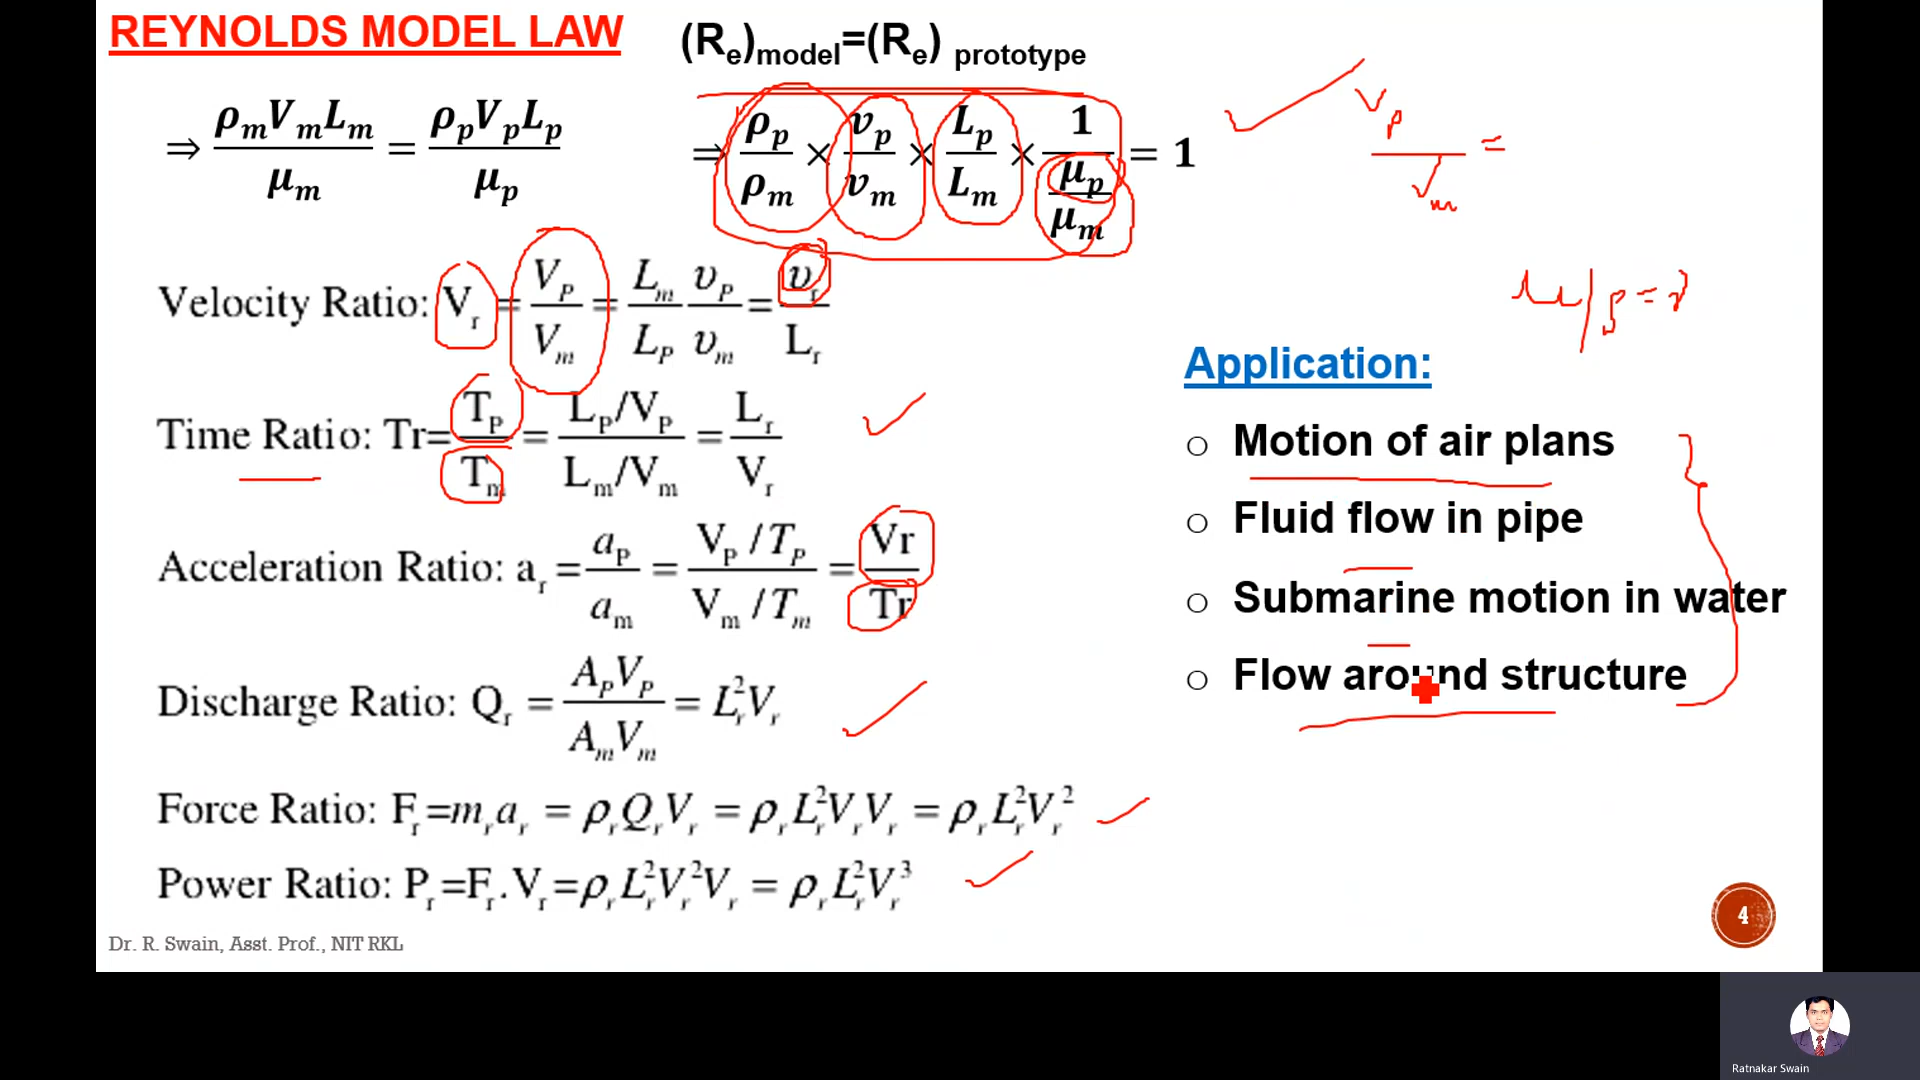 REYNOLDS MODEL LAW
(Re)model=(Re) prototype
⇒ ρmVmLm/μm = ρpVpLp/μp
⇒ ρp/ρm × υp/υm × Lp/Lm × 1/(μp/μm) = 1
Vp/Vm =
μ/ρ=ν
Velocity Ratio: Vr = VP/Vm = Lm/LP υP/υm = υr/Lr
Time Ratio: Tr= TP/Tm = (LP/VP)/(Lm/Vm) = Lr/Vr
Acceleration Ratio: ar = aP/am = (VP/TP)/(Vm/Tm) = Vr/Tr
Discharge Ratio: Qr = APVP/AmVm = Lr²Vr
Force Ratio: Fr=mrar = ρrQrVr = ρrLr²VrVr = ρrLr²Vr²
Power Ratio: Pr=Fr.Vr=ρrLr²Vr²Vr = ρrLr²Vr³
Application:
○ Motion of air plans
○ Fluid flow in pipe
○ Submarine motion in water
○ Flow around structure
4
Dr. R. Swain, Asst. Prof., NIT RKL
Ratnakar Swain